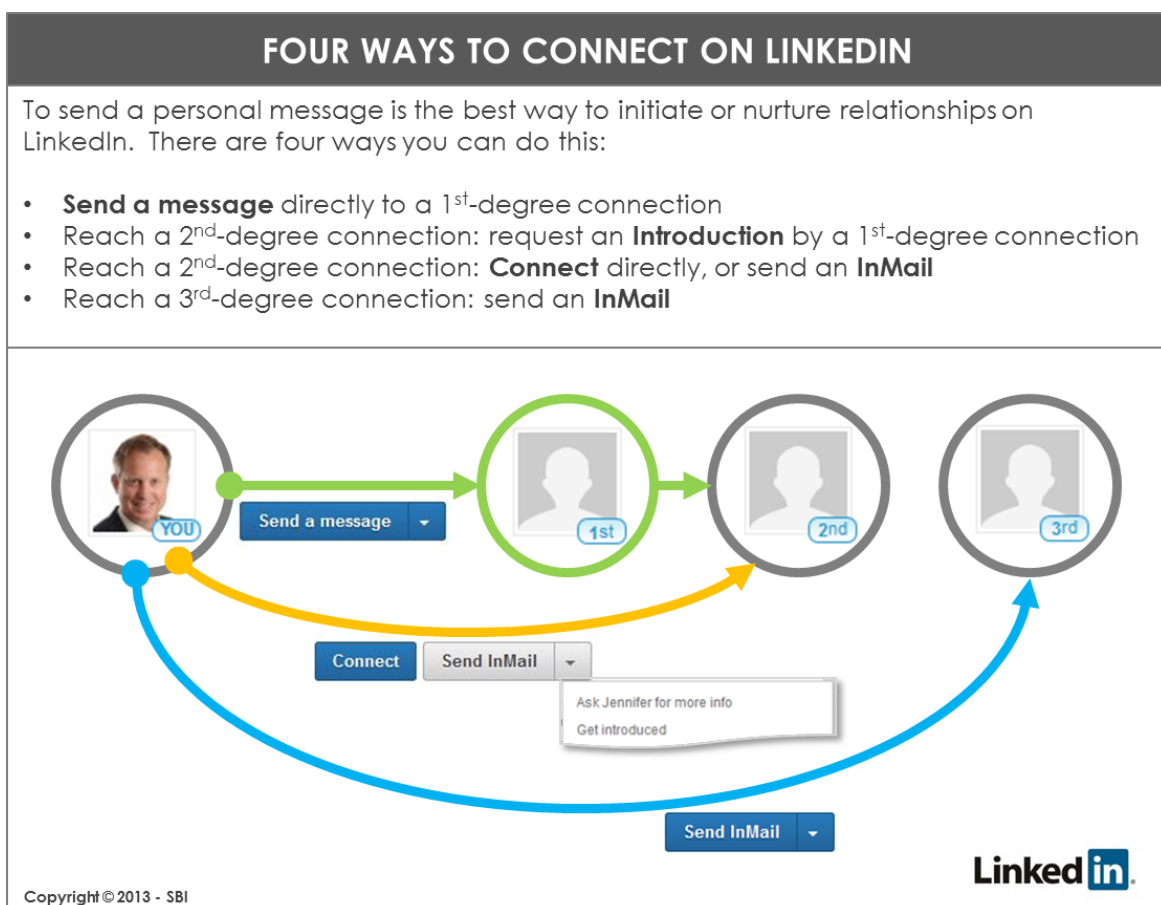 FOUR WAYS TO CONNECT ON LINKEDIN
To send a personal message is the best way to initiate or nurture relationships on
LinkedIn. There are four ways you can do this:
• Send a message directly to a 1st-degree connection
• Reach a 2nd-degree connection: request an Introduction by a 1st-degree connection
• Reach a 2nd-degree connection: Connect directly, or send an InMail
• Reach a 3rd-degree connection: send an InMail
YOU
Send a message
1st
2nd
3rd
Connect
Send InMail
Ask Jennifer for more info
Get introduced
Send InMail
Linked in.
Copyright © 2013 - SBI